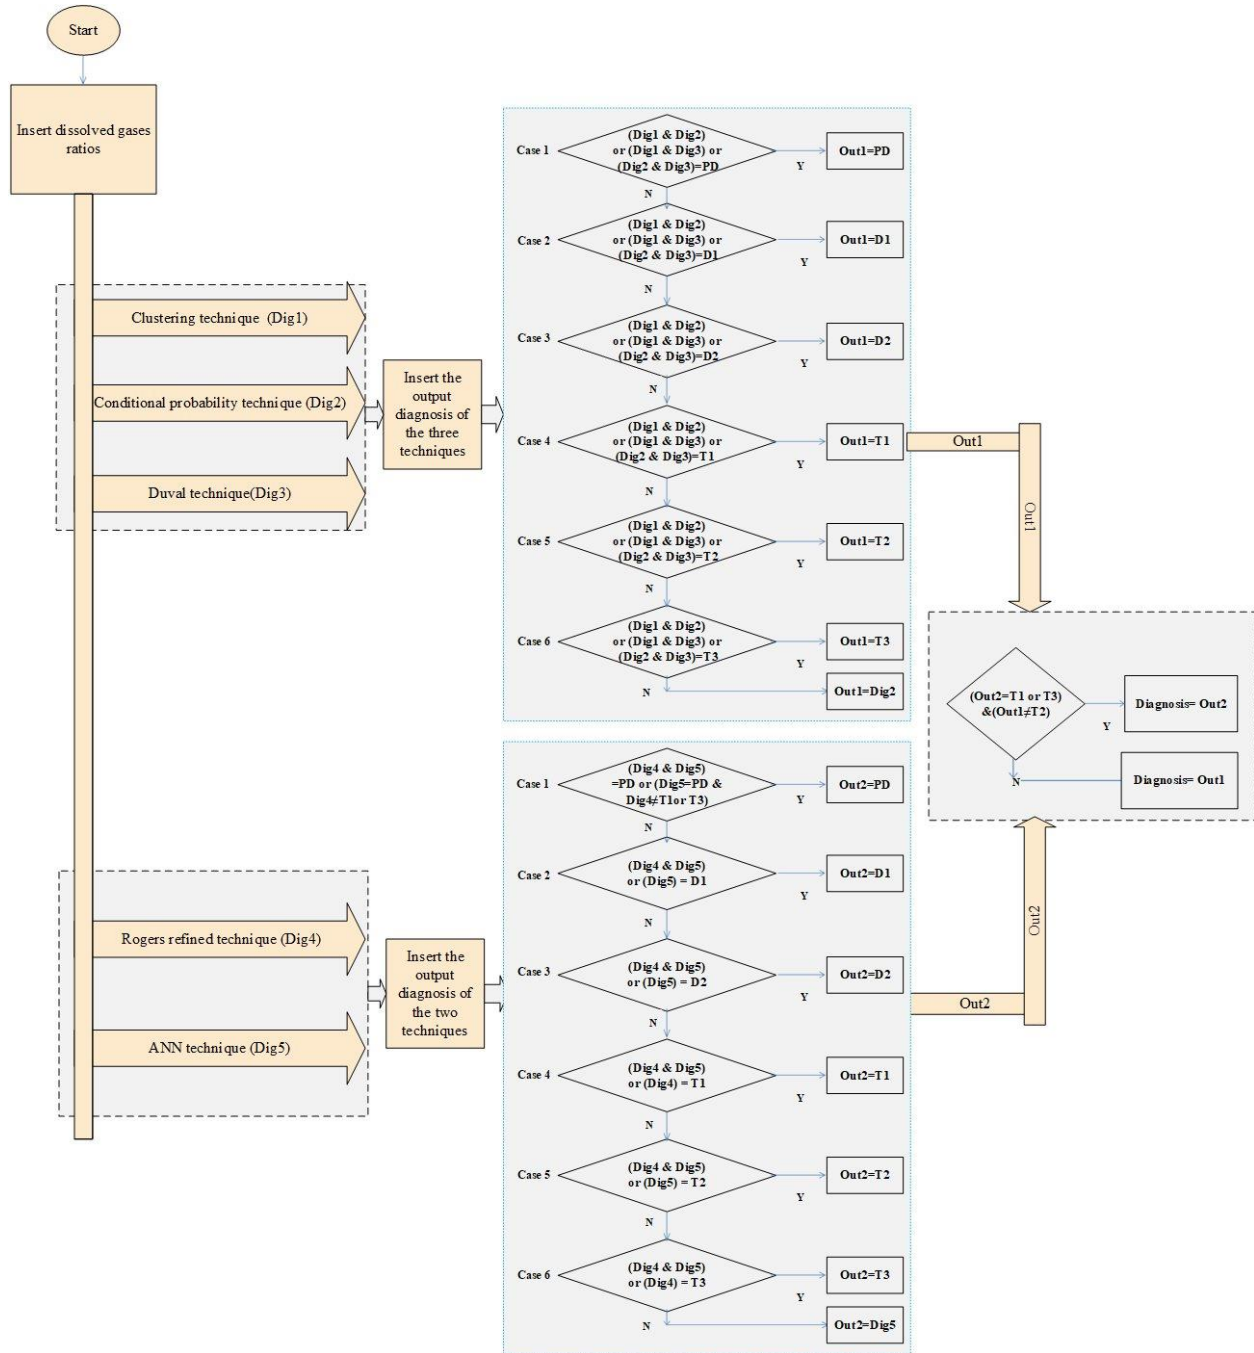 Start
Insert dissolved gases
ratios
Clustering technique (Dig1)
Conditional probability technique (Dig2)
Duval technique(Dig3)
Insert the
output
diagnosis of
the three
techniques
Case 1
(Dig1 & Dig2)
or (Dig1 & Dig3) or
(Dig2 & Dig3)=PD
Y
Out1=PD
N
Case 2
(Dig1 & Dig2)
or (Dig1 & Dig3) or
(Dig2 & Dig3)=D1
Y
Out1=D1
N
Case 3
(Dig1 & Dig2)
or (Dig1 & Dig3) or
(Dig2 & Dig3)=D2
Y
Out1=D2
N
Case 4
(Dig1 & Dig2)
or (Dig1 & Dig3) or
(Dig2 & Dig3)=T1
Y
Out1=T1
N
Case 5
(Dig1 & Dig2)
or (Dig1 & Dig3) or
(Dig2 & Dig3)=T2
Y
Out1=T2
N
Case 6
(Dig1 & Dig2)
or (Dig1 & Dig3) or
(Dig2 & Dig3)=T3
Y
Out1=T3
N
Out1=Dig2
Out1
Out1
(Out2=T1 or T3)
&(Out1≠T2)
Y
Diagnosis= Out2
N
Diagnosis= Out1
Rogers refined technique (Dig4)
ANN technique (Dig5)
Insert the
output
diagnosis of
the two
techniques
Case 1
(Dig4 & Dig5)
=PD or (Dig5=PD &
Dig4≠T1or T3)
Y
Out2=PD
N
Case 2
(Dig4 & Dig5)
or (Dig5) = D1
Y
Out2=D1
N
Case 3
(Dig4 & Dig5)
or (Dig5) = D2
Y
Out2=D2
N
Case 4
(Dig4 & Dig5)
or (Dig4) = T1
Y
Out2=T1
N
Case 5
(Dig4 & Dig5)
or (Dig5) = T2
Y
Out2=T2
N
Case 6
(Dig4 & Dig5)
or (Dig4) = T3
Y
Out2=T3
N
Out2=Dig5
Out2
Out2